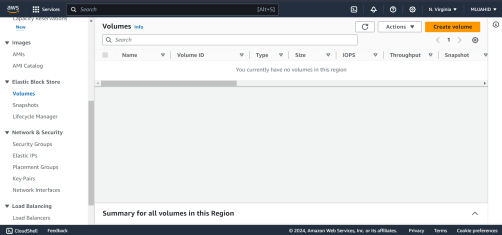 aws
Services
Search
[Alt+S]
N. Virginia
MUJAHID
Capacity Reservations
New
Images
AMIs
AMI Catalog
Elastic Block Store
Volumes
Snapshots
Lifecycle Manager
Network & Security
Security Groups
Elastic IPs
Placement Groups
Key Pairs
Network Interfaces
Load Balancing
Load Balancers
Volumes Info
Actions
Create volume
Search
1
Name Volume ID Type Size IOPS Throughput Snapshot
You currently have no volumes in this region
Summary for all volumes in this Region
CloudShell Feedback
© 2024, Amazon Web Services, Inc. or its affiliates. Privacy Terms Cookie preferences